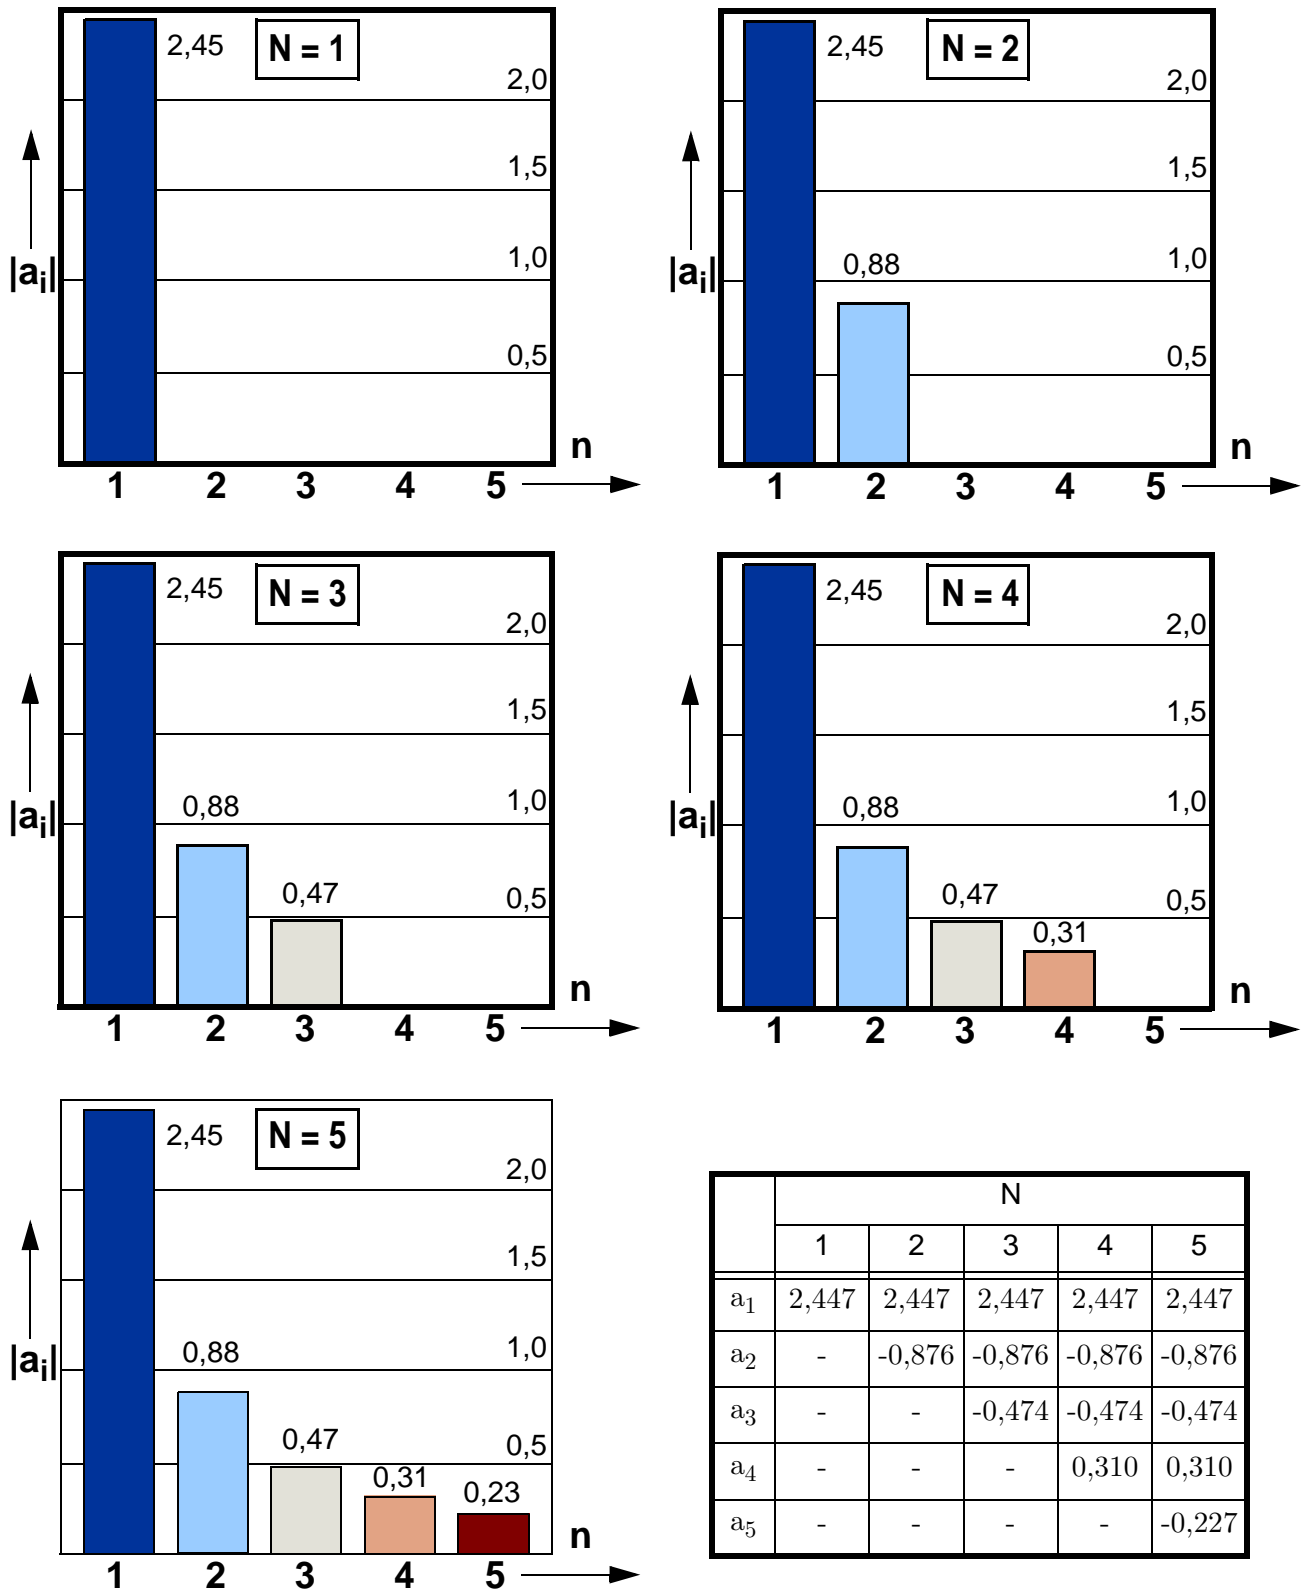 2,45
N = 1
2,0
1,5
|ai|
1,0
0,5
n
1 2 3 4 5
2,45
N = 2
2,0
1,5
|ai|
0,88
1,0
0,5
n
1 2 3 4 5
2,45
N = 3
2,0
1,5
|ai|
0,88
1,0
0,47
0,5
n
1 2 3 4 5
2,45
N = 4
2,0
1,5
|ai|
0,88
1,0
0,47
0,5
0,31
n
1 2 3 4 5
2,45
N = 5
2,0
1,5
|ai|
0,88
1,0
0,47
0,5
0,31
0,23
n
1 2 3 4 5
N
1 2 3 4 5
a1 2,447 2,447 2,447 2,447 2,447
a2 - -0,876 -0,876 -0,876 -0,876
a3 - - -0,474 -0,474 -0,474
a4 - - - 0,310 0,310
a5 - - - - -0,227